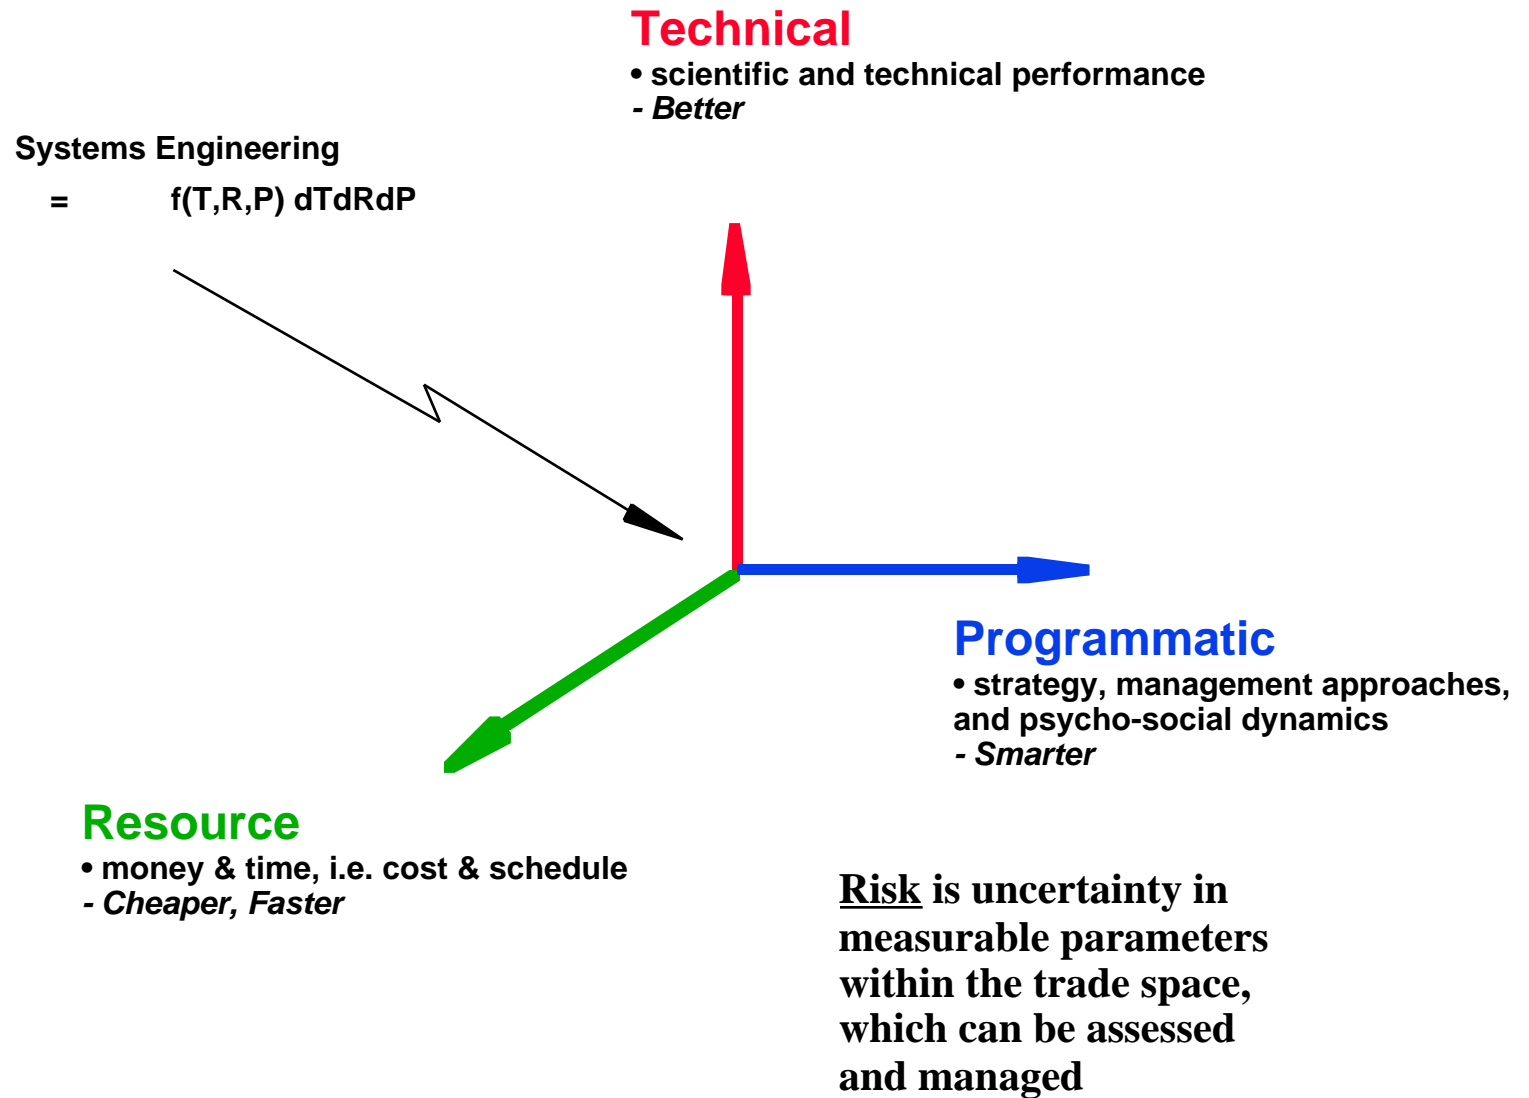 Technical
• scientific and technical performance
- Better
Systems Engineering
= f(T,R,P) dTdRdP
Programmatic
• strategy, management approaches,
and psycho-social dynamics
- Smarter
Resource
• money & time, i.e. cost & schedule
- Cheaper, Faster
Risk is uncertainty in
measurable parameters
within the trade space,
which can be assessed
and managed